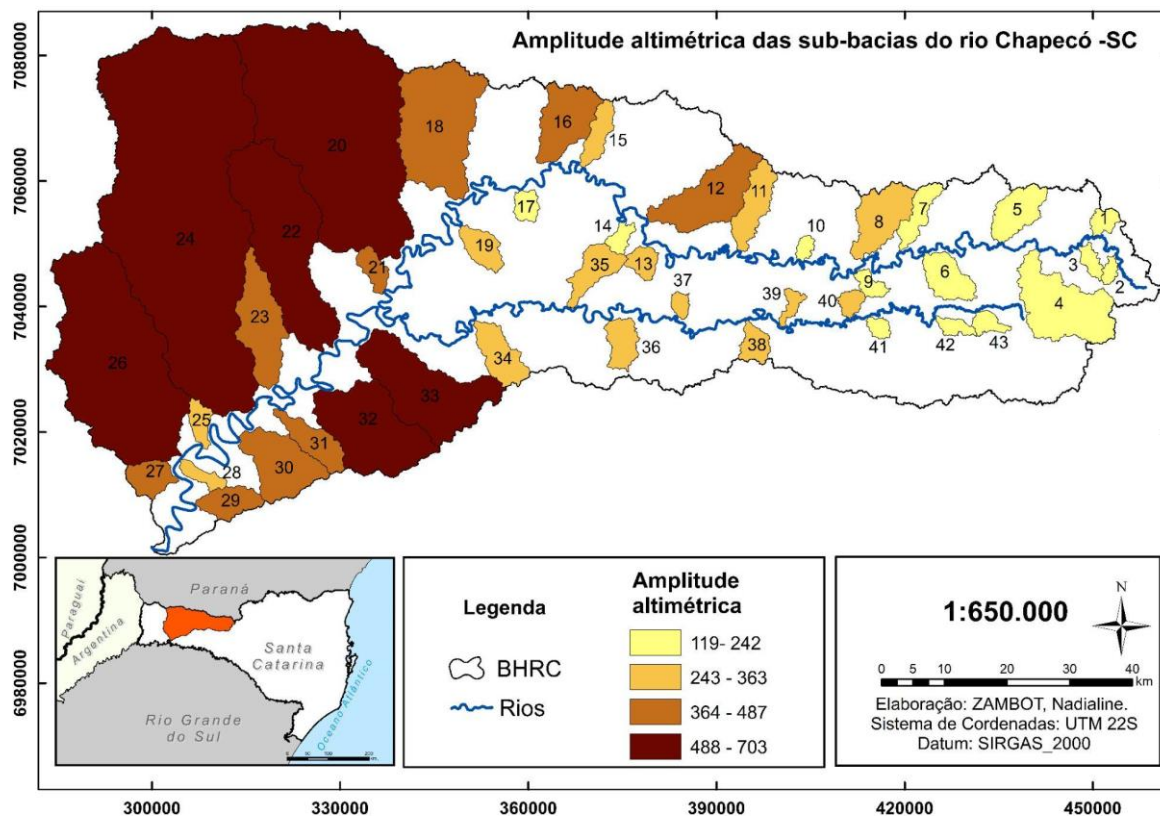 Amplitude altimétrica das sub-bacias do rio Chapecó -SC
7080000
7060000
7040000
7020000
7000000
6980000
24
20
18
16
15
12
11
10
8
7
5
1
22
17
14
19
35
13
37
39
40
9
6
3
2
4
21
23
26
34
36
38
41
42
43
33
32
25
31
30
27
28
29
Paraguai
Argentina
Paraná
Santa
Catarina
Rio Grande
do Sul
Oceano Atlântico
Legenda
BHRC
Rios
Amplitude
altimétrica
119- 242
243 - 363
364 - 487
488 - 703
1:650.000
N
0 5 10 20 30 40
km
Elaboração: ZAMBOT, Nadialine.
Sistema de Cordenadas: UTM 22S
Datum: SIRGAS_2000
300000 330000 360000 390000 420000 450000